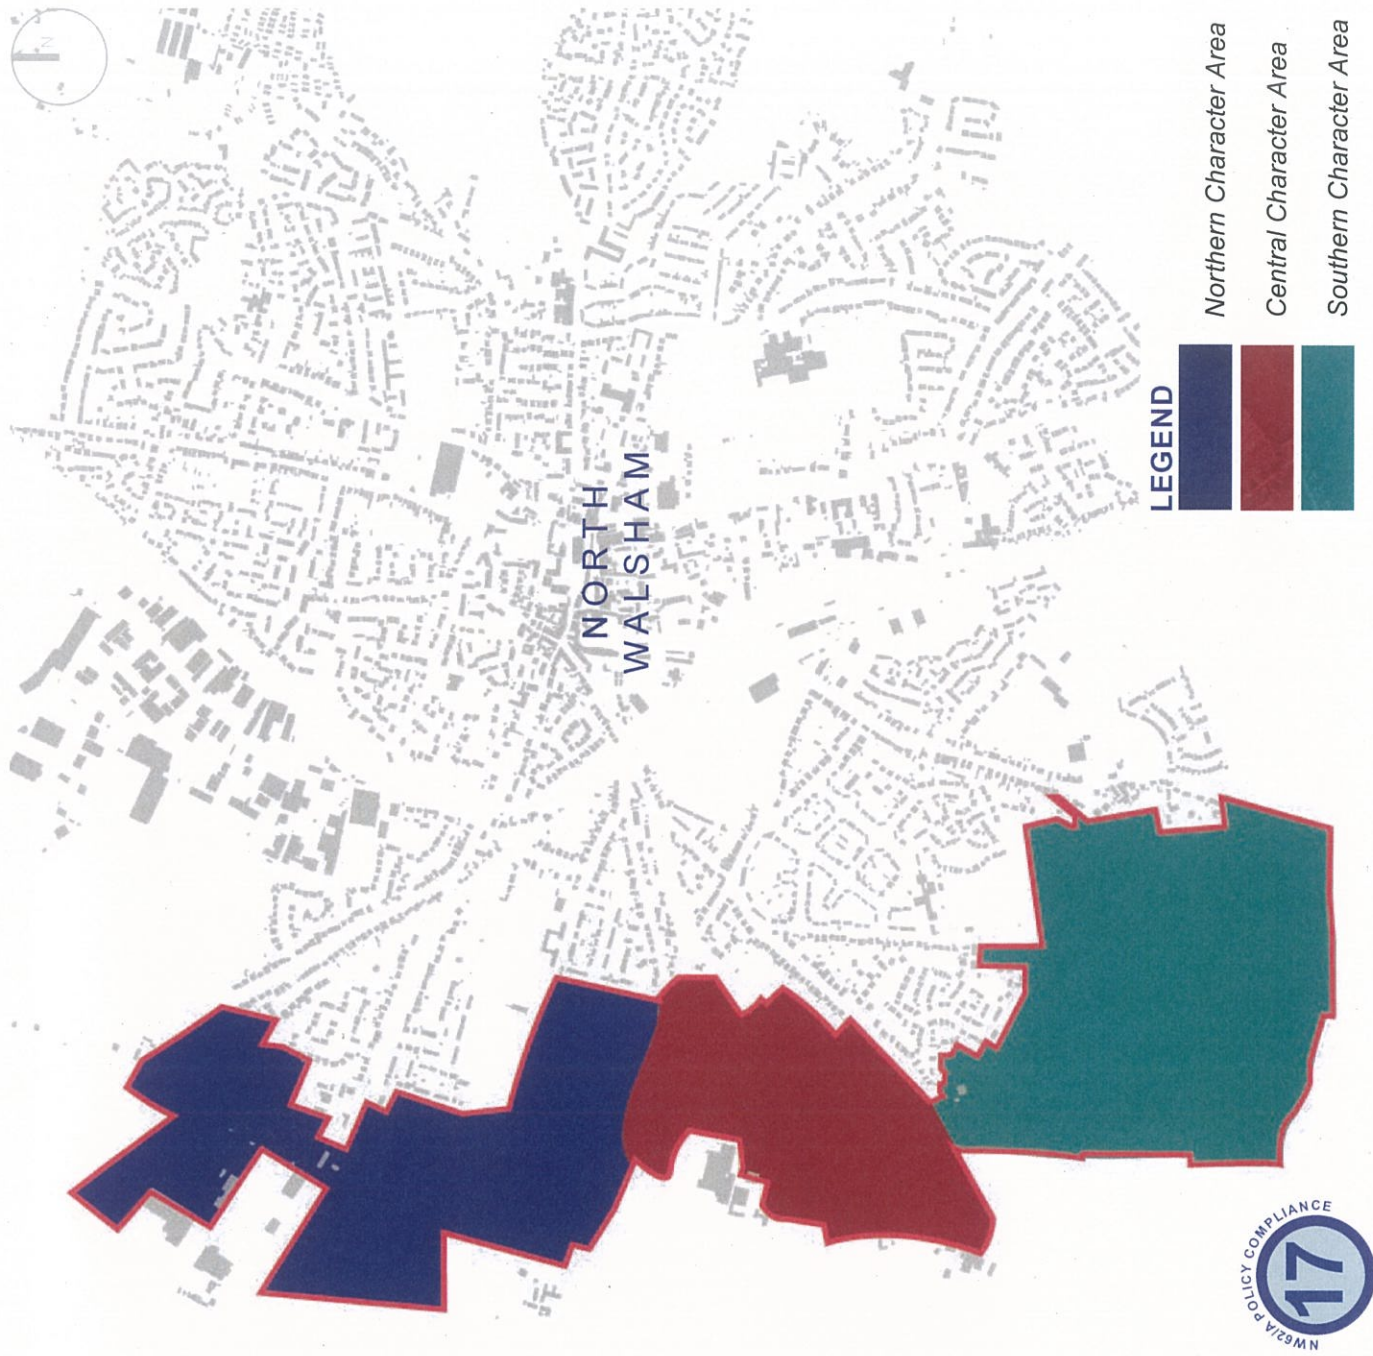 N
NORTH
WALSHAM
LEGEND
Northern Character Area
Central Character Area
Southern Character Area
NW62/A POLICY COMPLIANCE
17